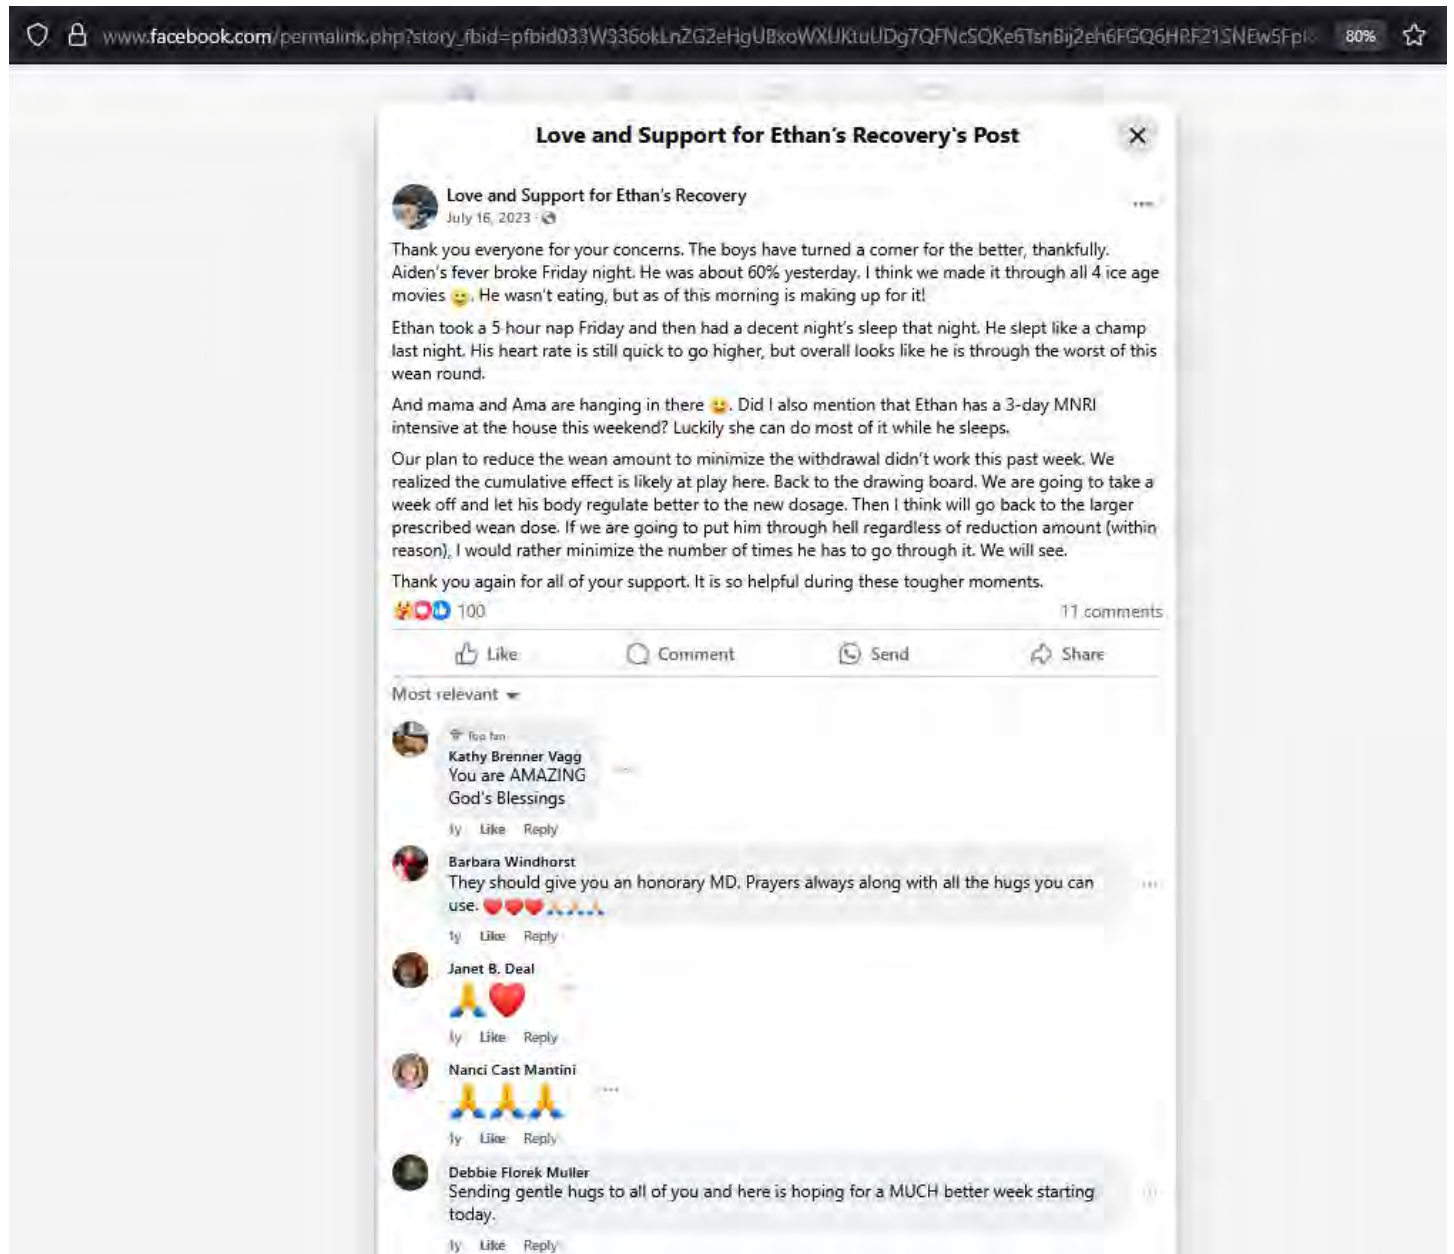 www.facebook.com/permalink.php?story_fbid=
80%
Love and Support for Ethan's Recovery's Post
Love and Support for Ethan's Recovery
July 16, 2023 ·
Thank you everyone for your concerns. The boys have turned a corner for the better, thankfully.
Aiden's fever broke Friday night. He was about 60% yesterday. I think we made it through all 4 ice age
movies 🙂. He wasn't eating, but as of this morning is making up for it!
Ethan took a 5 hour nap Friday and then had a decent night's sleep that night. He slept like a champ
last night. His heart rate is still quick to go higher, but overall looks like he is through the worst of this
wean round.
And mama and Ama are hanging in there 🙂. Did I also mention that Ethan has a 3-day MNRI
intensive at the house this weekend? Luckily she can do most of it while he sleeps.
Our plan to reduce the wean amount to minimize the withdrawal didn't work this past week. We
realized the cumulative effect is likely at play here. Back to the drawing board. We are going to take a
week off and let his body regulate better to the new dosage. Then I think will go back to the larger
prescribed wean dose. If we are going to put him through hell regardless of reduction amount (within
reason), I would rather minimize the number of times he has to go through it. We will see.
Thank you again for all of your support. It is so helpful during these tougher moments.
100
11 comments
Like
Comment
Send
Share
Most relevant
Top fan
Kathy Brenner Vagg
You are AMAZING
God's Blessings
1y Like Reply
Barbara Windhorst
They should give you an honorary MD. Prayers always along with all the hugs you can
use. ❤️❤️❤️🙏🙏🙏
1y Like Reply
Janet B. Deal
🙏❤️
1y Like Reply
Nanci Cast Mantini
🙏🙏🙏
1y Like Reply
Debbie Florek Muller
Sending gentle hugs to all of you and here is hoping for a MUCH better week starting
today.
1y Like Reply